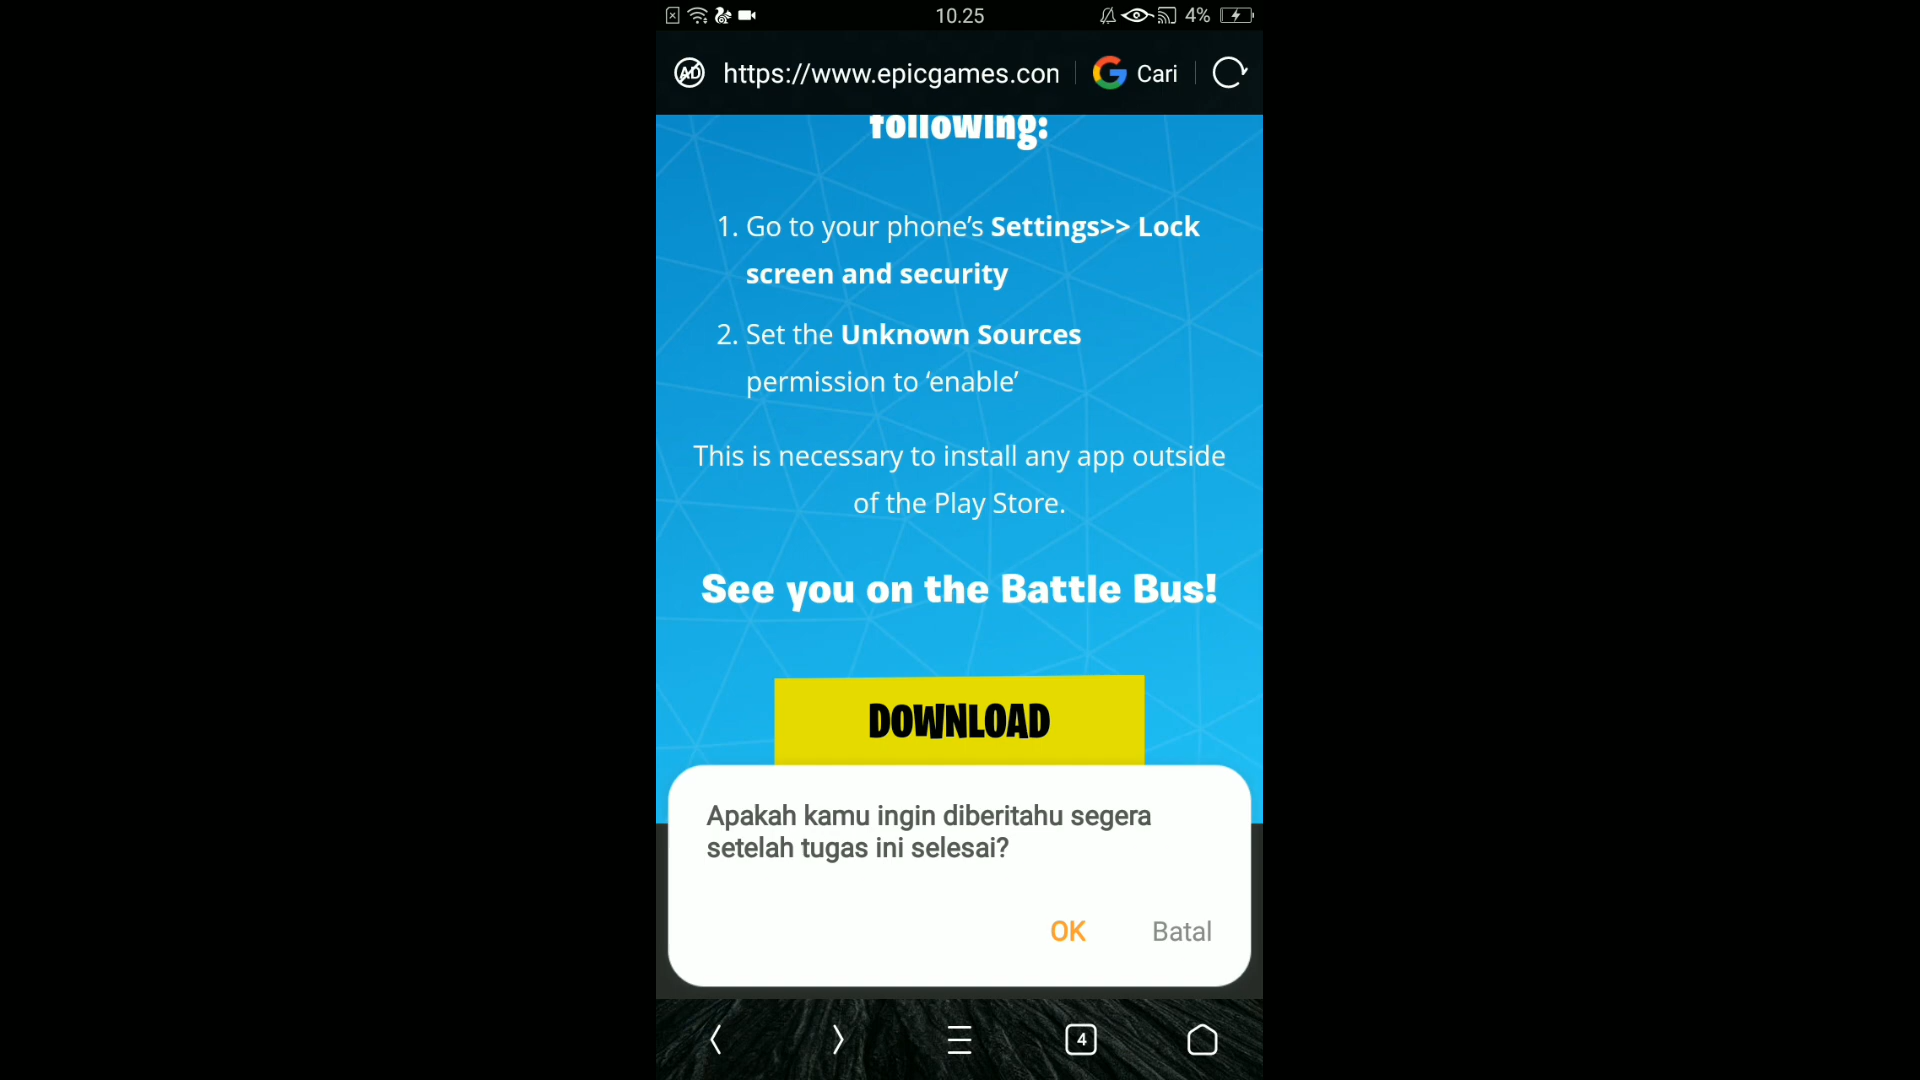 10.25
4%
AD
https://www.epicgames.con
Cari
following:
1. Go to your phone’s Settings>> Lock
screen and security
2. Set the Unknown Sources
permission to ‘enable’
This is necessary to install any app outside
of the Play Store.
See you on the Battle Bus!
DOWNLOAD
Apakah kamu ingin diberitahu segera
setelah tugas ini selesai?
OK
Batal
4